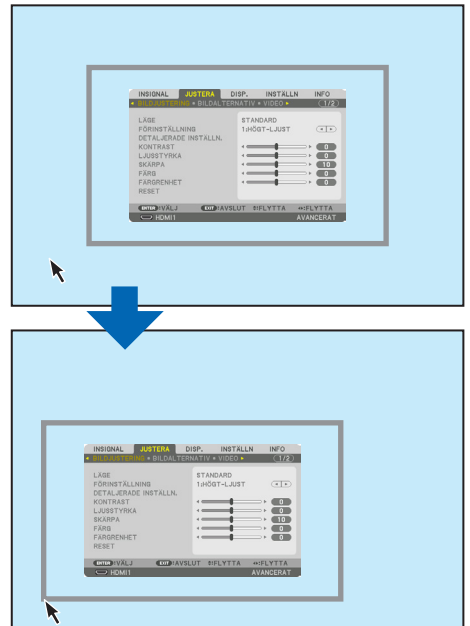 INSIGNAL JUSTERA DISP. INSTÄLLN INFO
BILDJUSTERING • BILDALTERNATIV • VIDEO (1/2)
LÄGE STANDARD
FÖRINSTÄLLNING 1:HÖGT-LJUST
DETALJERADE INSTÄLLN.
KONTRAST 0
LJUSSTYRKA 0
SKÄRPA 10
FÄRG 0
FÄRGRENHET 0
RESET
ENTER:VÄLJ EXIT:AVSLUT ↕:FLYTTA ↔:FLYTTA
HDMI1 AVANCERAT
INSIGNAL JUSTERA DISP. INSTÄLLN INFO
BILDJUSTERING • BILDALTERNATIV • VIDEO (1/2)
LÄGE STANDARD
FÖRINSTÄLLNING 1:HÖGT-LJUST
DETALJERADE INSTÄLLN.
KONTRAST 0
LJUSSTYRKA 0
SKÄRPA 10
FÄRG 0
FÄRGRENHET 0
RESET
ENTER:VÄLJ EXIT:AVSLUT ↕:FLYTTA ↔:FLYTTA
HDMI1 AVANCERAT